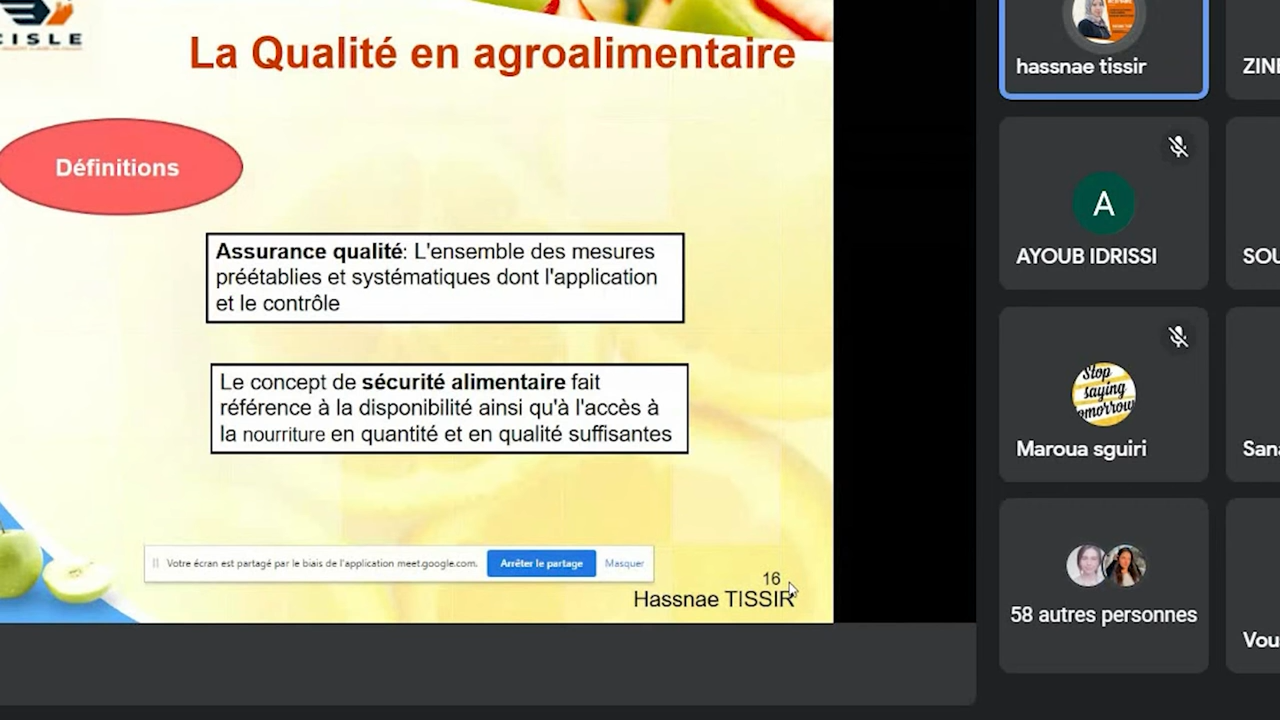 CISLE
La Qualité en agroalimentaire
Définitions
Assurance qualité: L'ensemble des mesures
préétablies et systématiques dont l'application
et le contrôle
Le concept de sécurité alimentaire fait
référence à la disponibilité ainsi qu'à l'accès à
la nourriture en quantité et en qualité suffisantes
Votre écran est partagé par le biais de l'application meet.google.com.
Arrêter le partage
Masquer
16
Hassnae TISSIR
hassnae tissir
ZIN
A
AYOUB IDRISSI
SOU
Stop
saying
omorrow
Maroua sguiri
Sana
58 autres personnes
Vou